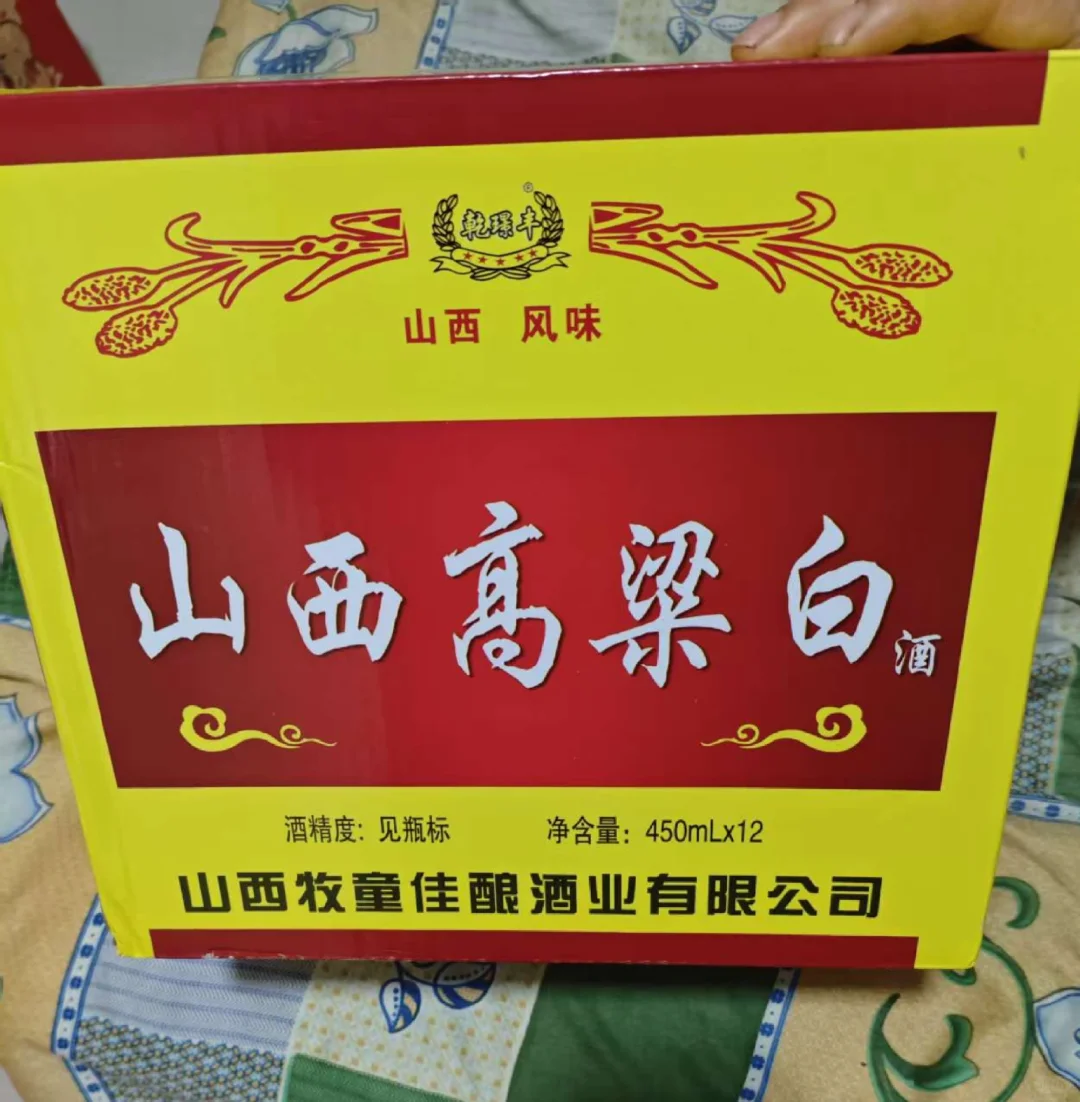 乾璟丰®
山西 风味
山西高粱白酒
酒精度: 见瓶标 净含量: 450mLx12
山西牧童佳酿酒业有限公司